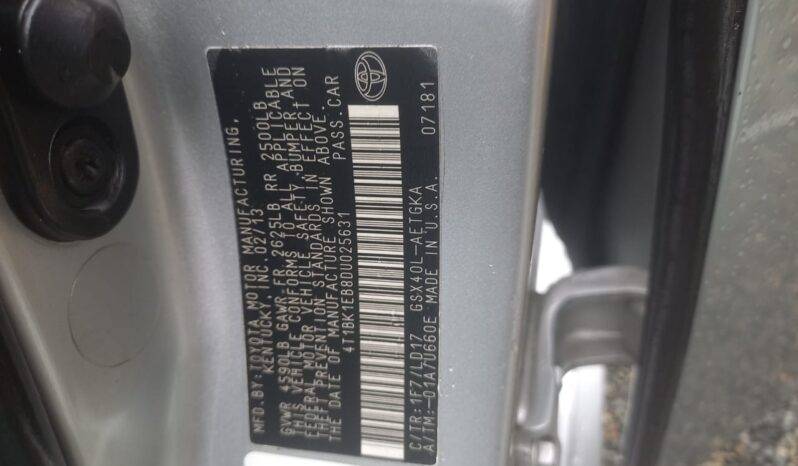 MFD.BY:TOYOTA MOTOR MANUFACTURING,
KENTUCKY, INC. 02/13
GVWR 4590LB GAWR FR 2625LB RR 2500LB
THIS VEHICLE CONFORMS TO ALL APPLICABLE
FEDERAL MOTOR VEHICLE SAFETY,BUMPER,AND
THEFT PREVENTION STANDARDS IN EFFECT ON
THE DATE OF MANUFACTURE SHOWN ABOVE.
4T1BK1EB8DU025631 PASS.CAR
C/TR:1F7/LD17 GSX40L-AETGKA 07181
A/TM:-01A/U660E MADE IN U.S.A.